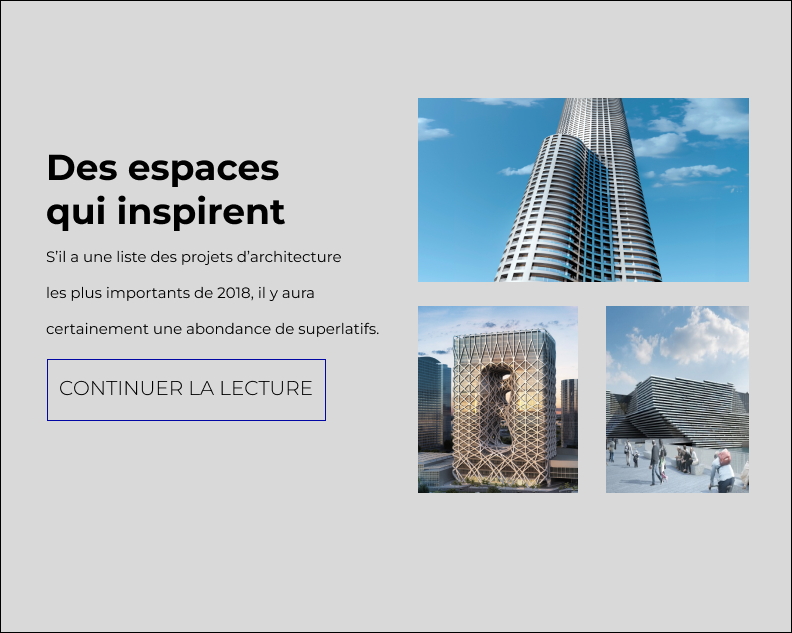 Des espaces
qui inspirent
S’il a une liste des projets d’architecture
les plus importants de 2018, il y aura
certainement une abondance de superlatifs.
CONTINUER LA LECTURE